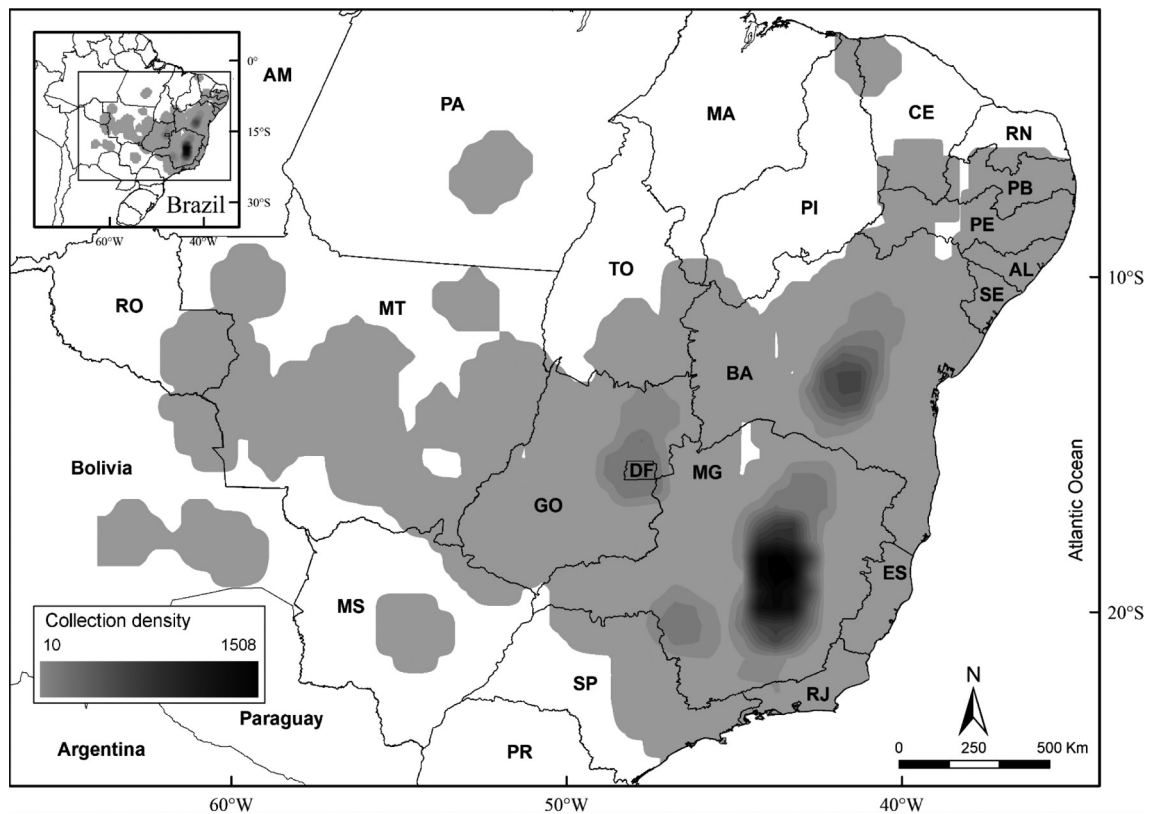 0°
15°S
30°S
60°W
40°W
Brazil
AM
PA
MA
CE
RN
PB
PI
PE
TO
AL
10°S
RO
MT
SE
BA
Bolivia
DF
MG
GO
Atlantic Ocean
ES
MS
20°S
Collection density
10 1508
SP
RJ
N
Paraguay
Argentina
PR
0 250 500 Km
60°W 50°W 40°W